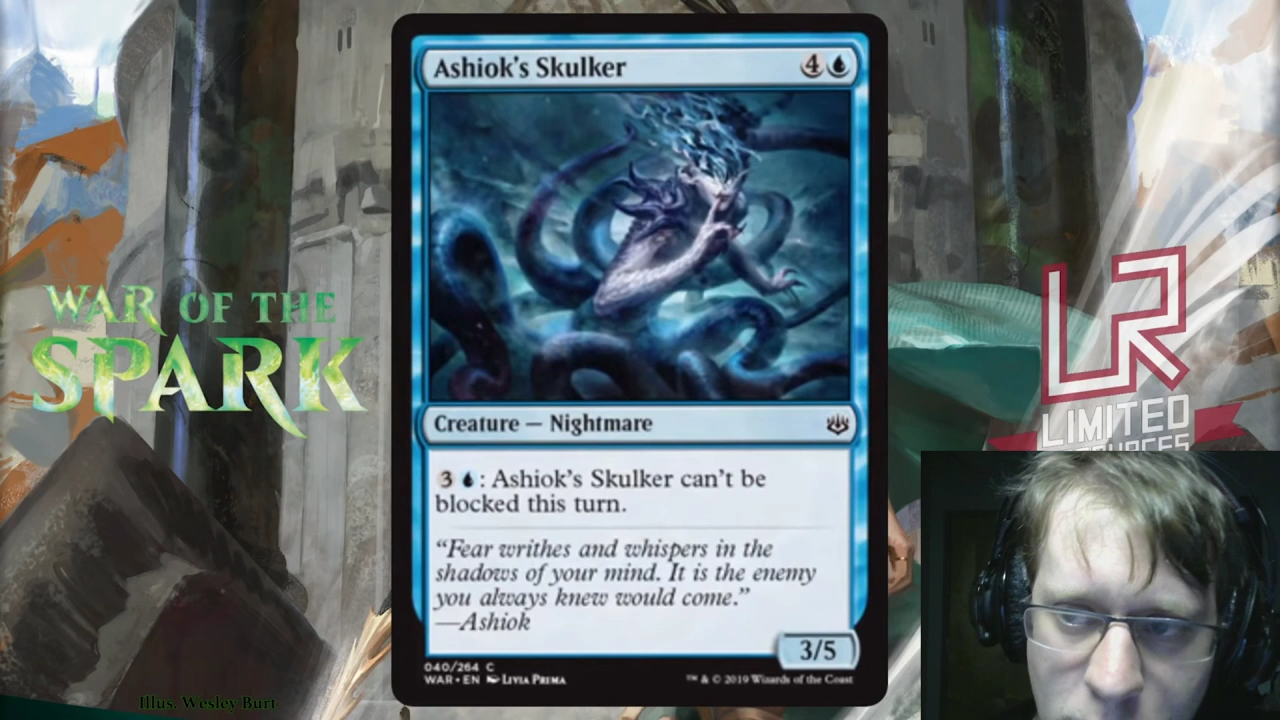 Ashiok's Skulker 4
WAR OF THE
SPARK
LR
LIMITED
Creature — Nightmare
3 : Ashiok's Skulker can't be
blocked this turn.
“Fear writhes and whispers in the
shadows of your mind. It is the enemy
you always knew would come.”
—Ashiok
3/5
040/264 C
WAR • EN LIVIA PRIMA
™ & © 2019 Wizards of the Coast
Illus. Wesley Burt